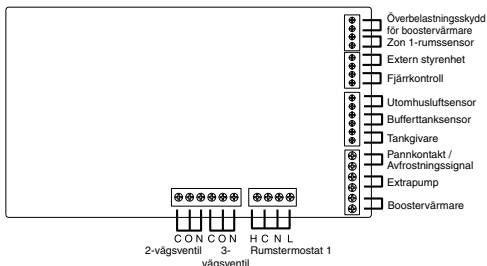 Överbelastningsskydd
för boostervärmare
Zon 1-rumssensor
Extern styrenhet
Fjärrkontroll
Utomhusluftsensor
Bufferttanksensor
Tankgivare
Pannkontakt /
Avfrostningssignal
Extrapump
Boostervärmare
C O N C O N H C N L
2-vägsventil 3- Rumstermostat 1
vägsventil